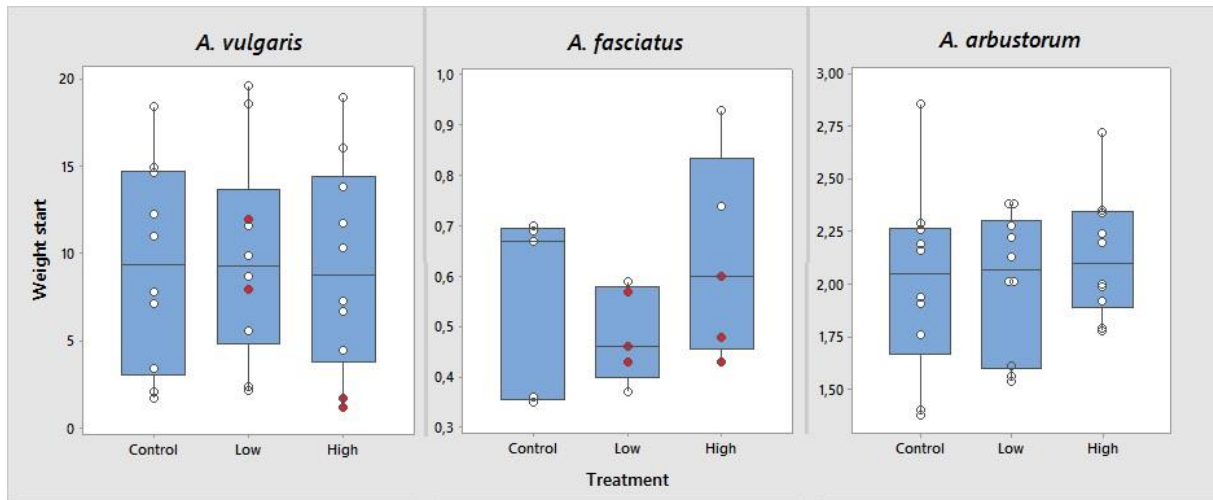 A. vulgaris
A. fasciatus
A. arbustorum
Weight start
20
15
10
5
0
Control Low High
1,0
0,9
0,8
0,7
0,6
0,5
0,4
0,3
Control Low High
3,00
2,75
2,50
2,25
2,00
1,75
1,50
Control Low High
Treatment